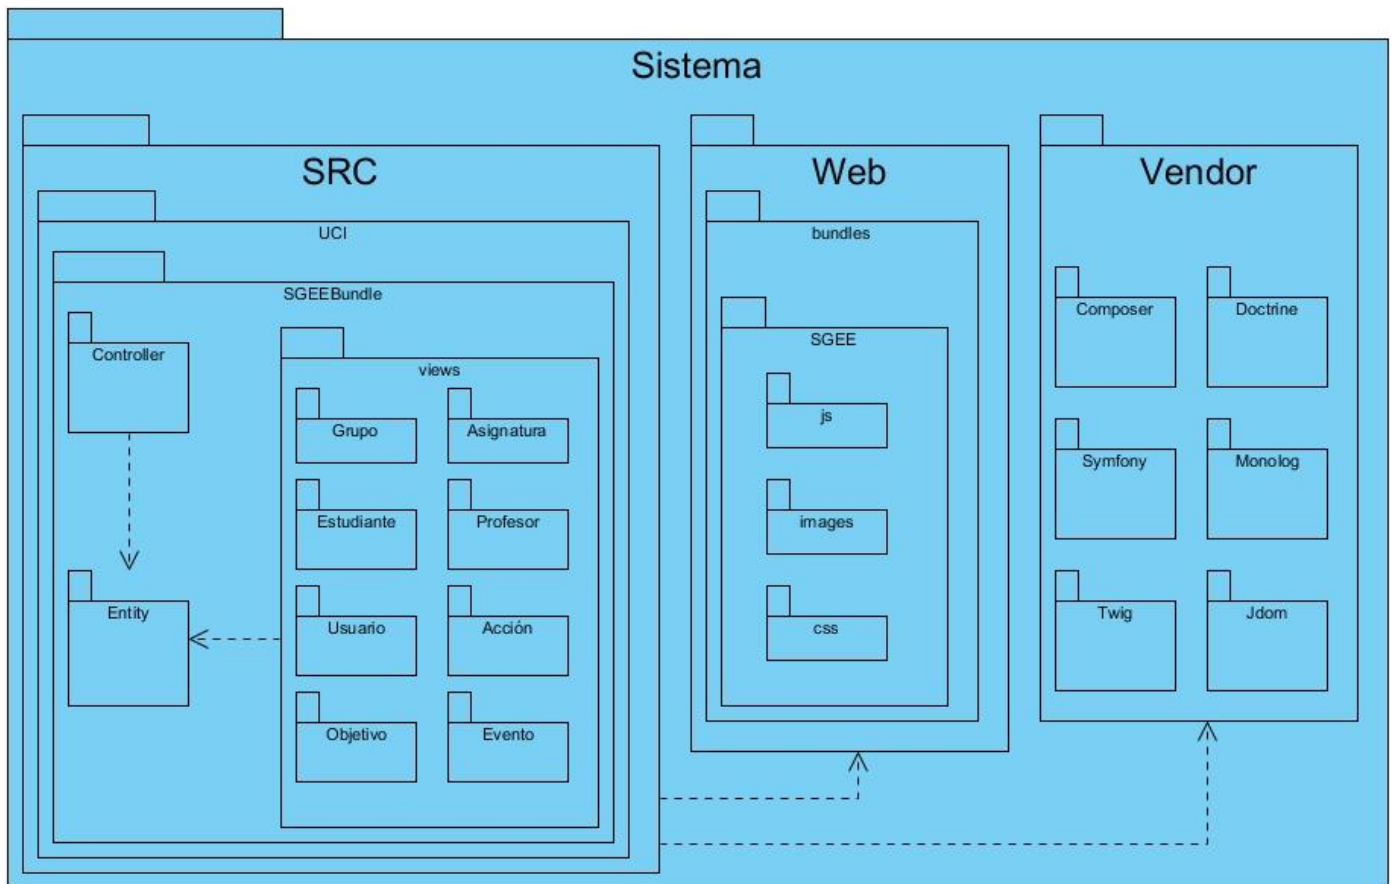 Sistema
SRC
UCI
SGEEBundle
Controller
Entity
views
Grupo
Asignatura
Estudiante
Profesor
Usuario
Acción
Objetivo
Evento
Web
bundles
SGEE
js
images
css
Vendor
Composer
Doctrine
Symfony
Monolog
Twig
Jdom